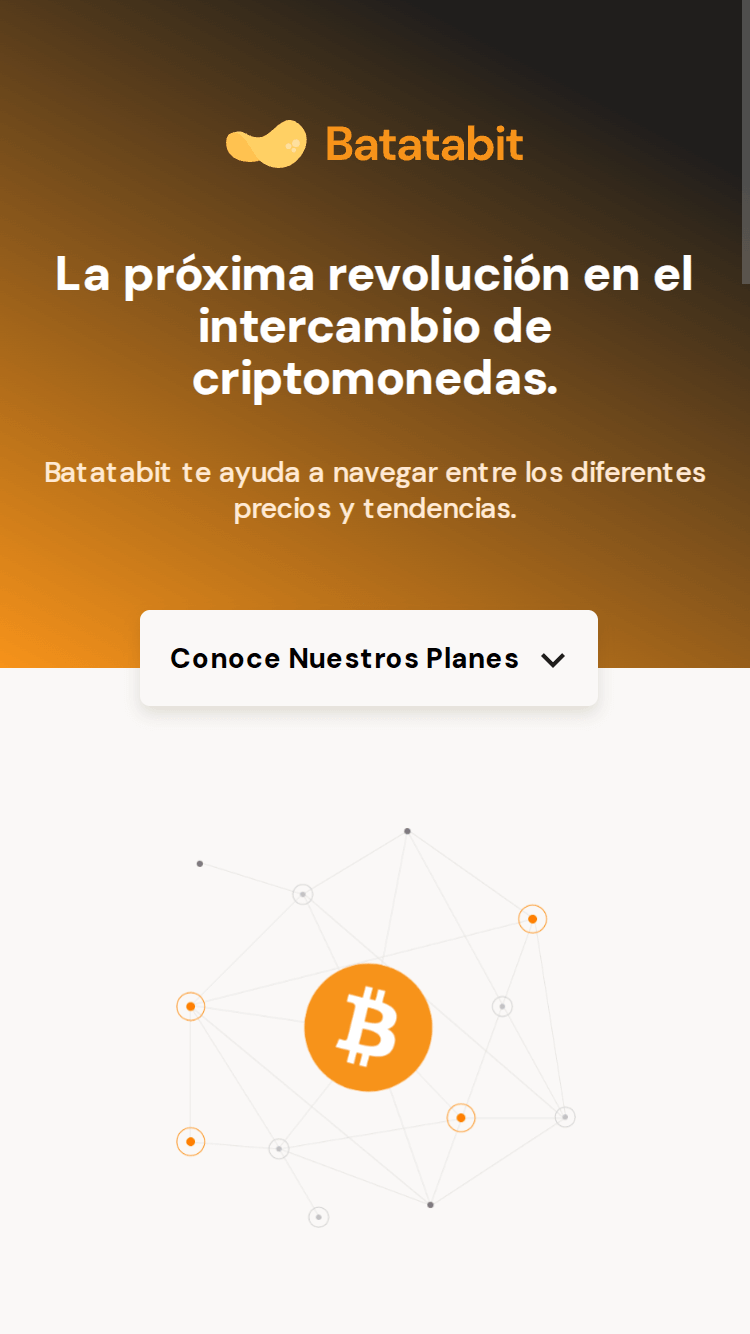 Batatabit
La próxima revolución en el
intercambio de
criptomonedas.
Batatabit te ayuda a navegar entre los diferentes
precios y tendencias.
Conoce Nuestros Planes